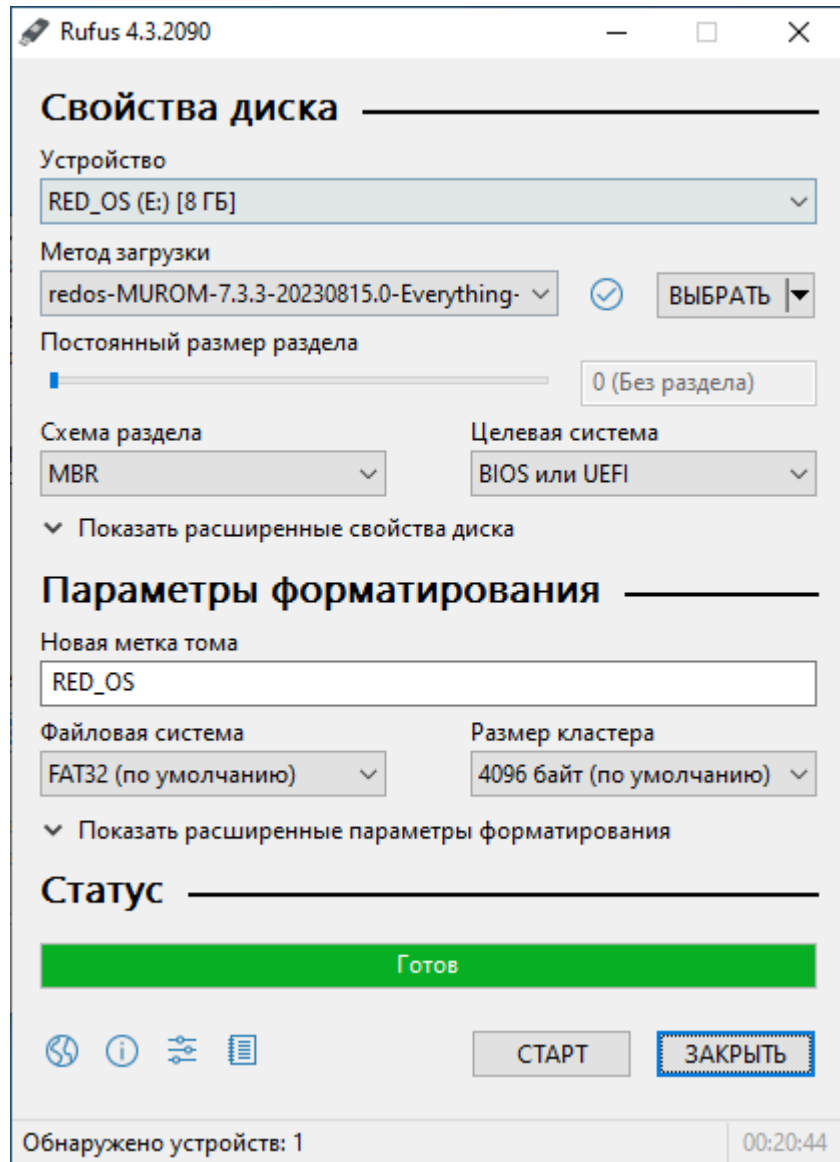 Rufus 4.3.2090
Свойства диска
Устройство
RED_OS (E:) [8 ГБ]
Метод загрузки
redos-MUROM-7.3.3-20230815.0-Everything-
ВЫБРАТЬ
Постоянный размер раздела
0 (Без раздела)
Схема раздела
Целевая система
MBR
BIOS или UEFI
Показать расширенные свойства диска
Параметры форматирования
Новая метка тома
RED_OS
Файловая система
Размер кластера
FAT32 (по умолчанию)
4096 байт (по умолчанию)
Показать расширенные параметры форматирования
Статус
Готов
СТАРТ
ЗАКРЫТЬ
Обнаружено устройств: 1
00:20:44